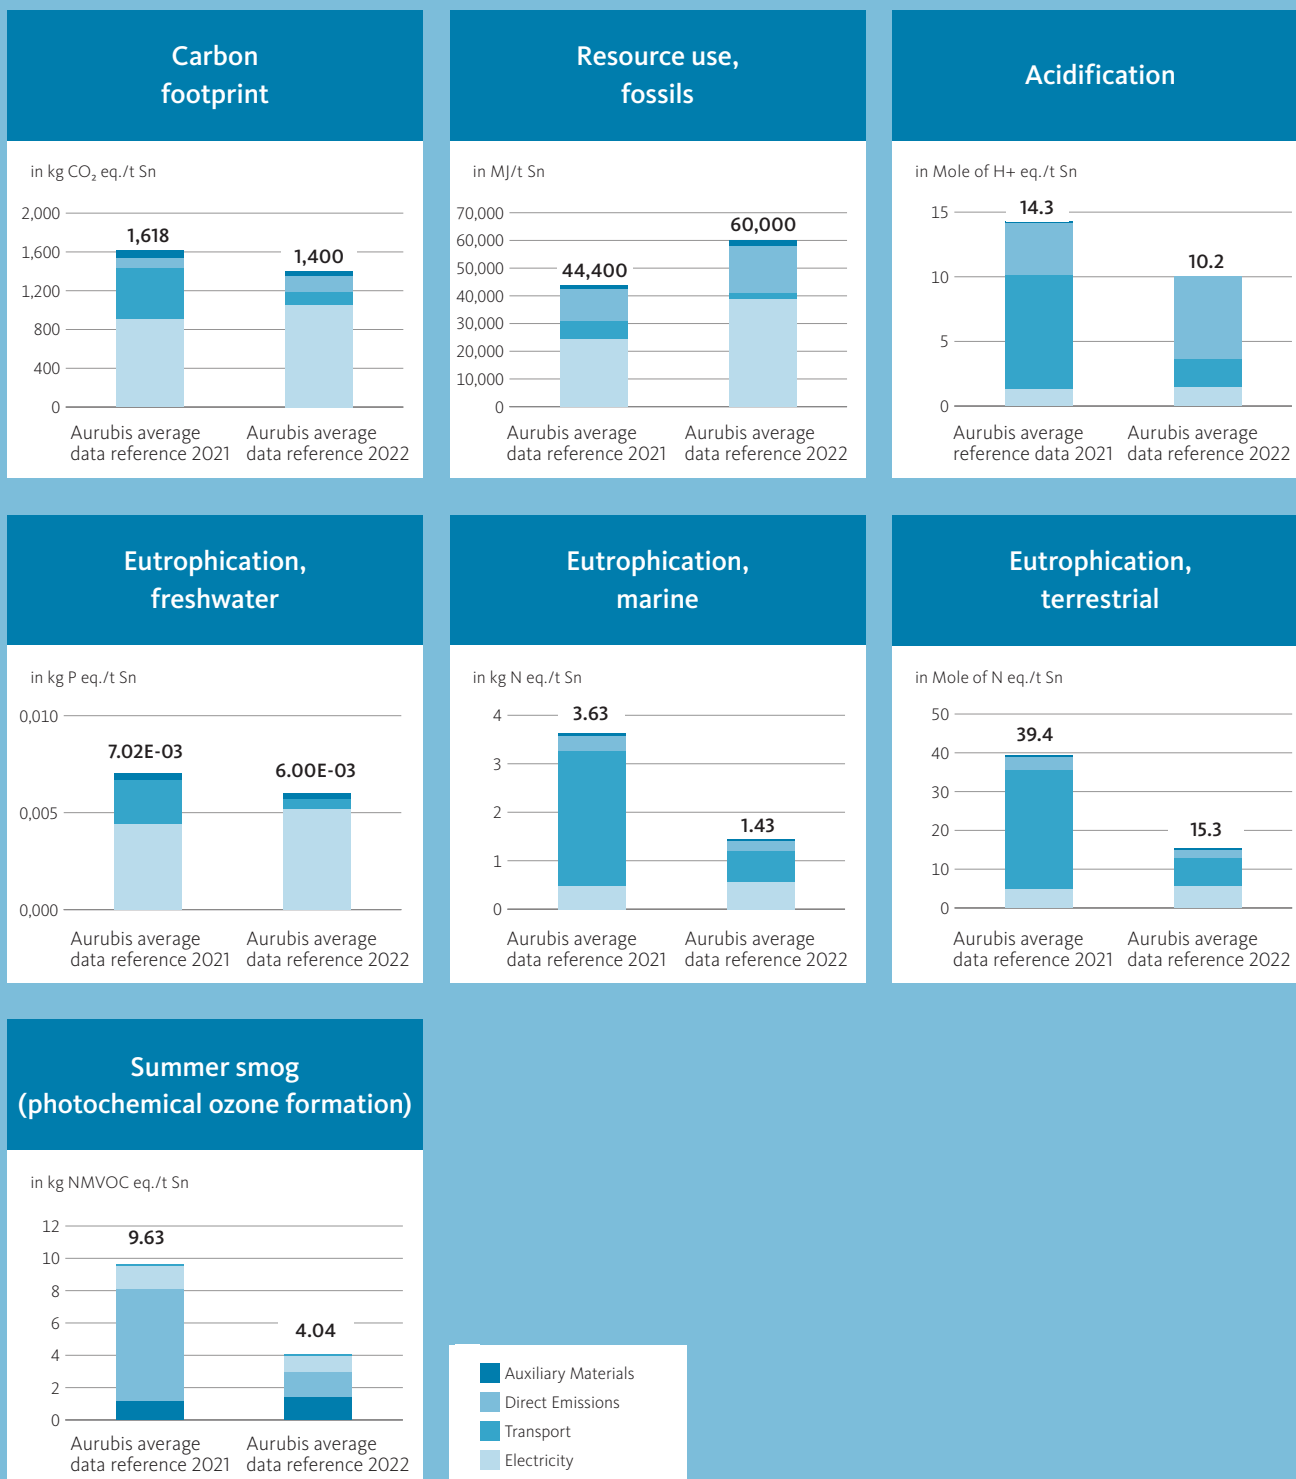 Carbon
footprint
in kg CO₂ eq./t Sn
2,000
1,600
1,200
800
400
0
1,618
1,400
Aurubis average
data reference 2021
Aurubis average
data reference 2022
Resource use,
fossils
in MJ/t Sn
70,000
60,000
50,000
40,000
30,000
20,000
10,000
0
44,400
60,000
Aurubis average
data reference 2021
Aurubis average
data reference 2022
Acidification
in Mole of H+ eq./t Sn
15
10
5
0
14.3
10.2
Aurubis average
reference data 2021
Aurubis average
data reference 2022
Eutrophication,
freshwater
in kg P eq./t Sn
0,010
0,005
0,000
7.02E-03
6.00E-03
Aurubis average
data reference 2021
Aurubis average
data reference 2022
Eutrophication,
marine
in kg N eq./t Sn
4
3
2
1
0
3.63
1.43
Aurubis average
data reference 2021
Aurubis average
data reference 2022
Eutrophication,
terrestrial
in Mole of N eq./t Sn
50
40
30
20
10
0
39.4
15.3
Aurubis average
data reference 2021
Aurubis average
data reference 2022
Summer smog
(photochemical ozone formation)
in kg NMVOC eq./t Sn
12
10
8
6
4
2
0
9.63
4.04
Aurubis average
data reference 2021
Aurubis average
data reference 2022
Auxiliary Materials
Direct Emissions
Transport
Electricity